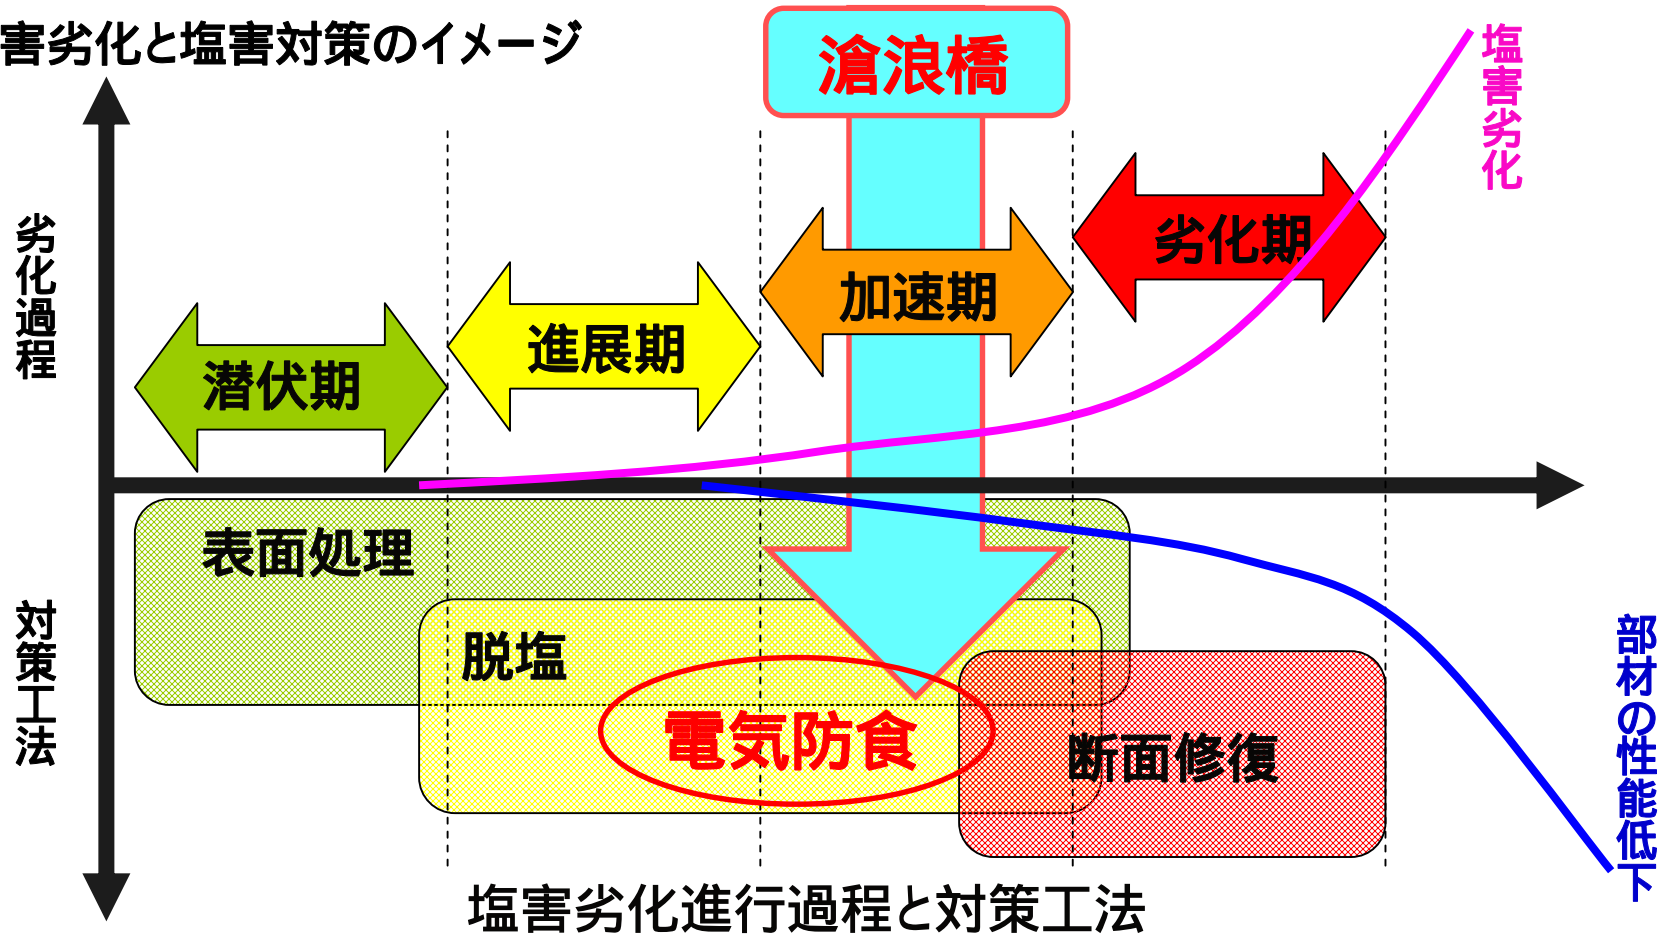 害劣化と塩害対策のイメージ
滄浪橋
塩害劣化
劣化過程
劣化期
加速期
進展期
潜伏期
表面処理
脱塩
電気防食
断面修復
対策工法
部材の性能低下
塩害劣化進行過程と対策工法